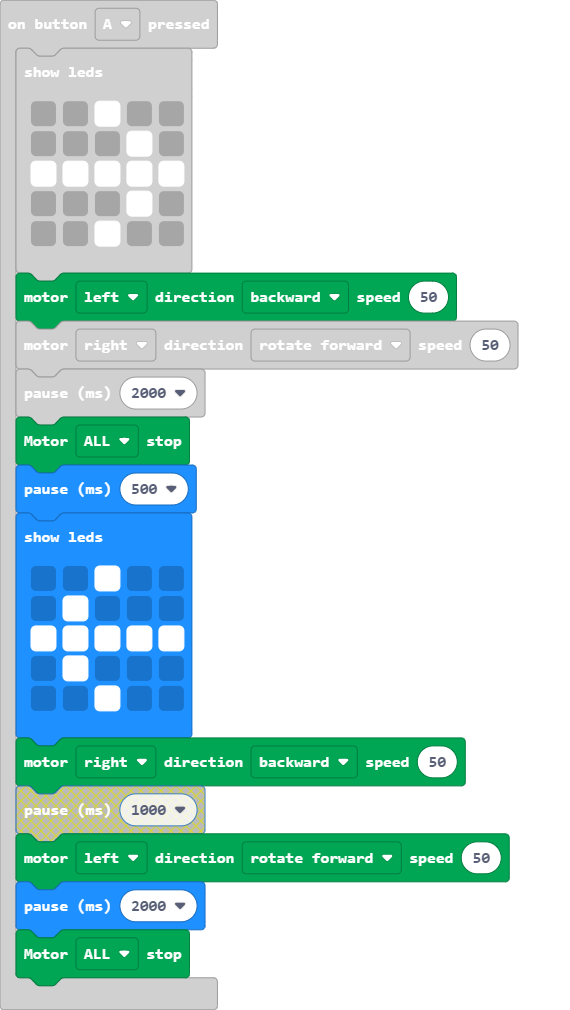 on button A pressed
show leds
motor left direction backward speed 50
motor right direction rotate forward speed 50
pause (ms) 2000
Motor ALL stop
pause (ms) 500
show leds
motor right direction backward speed 50
pause (ms) 1000
motor left direction rotate forward speed 50
pause (ms) 2000
Motor ALL stop